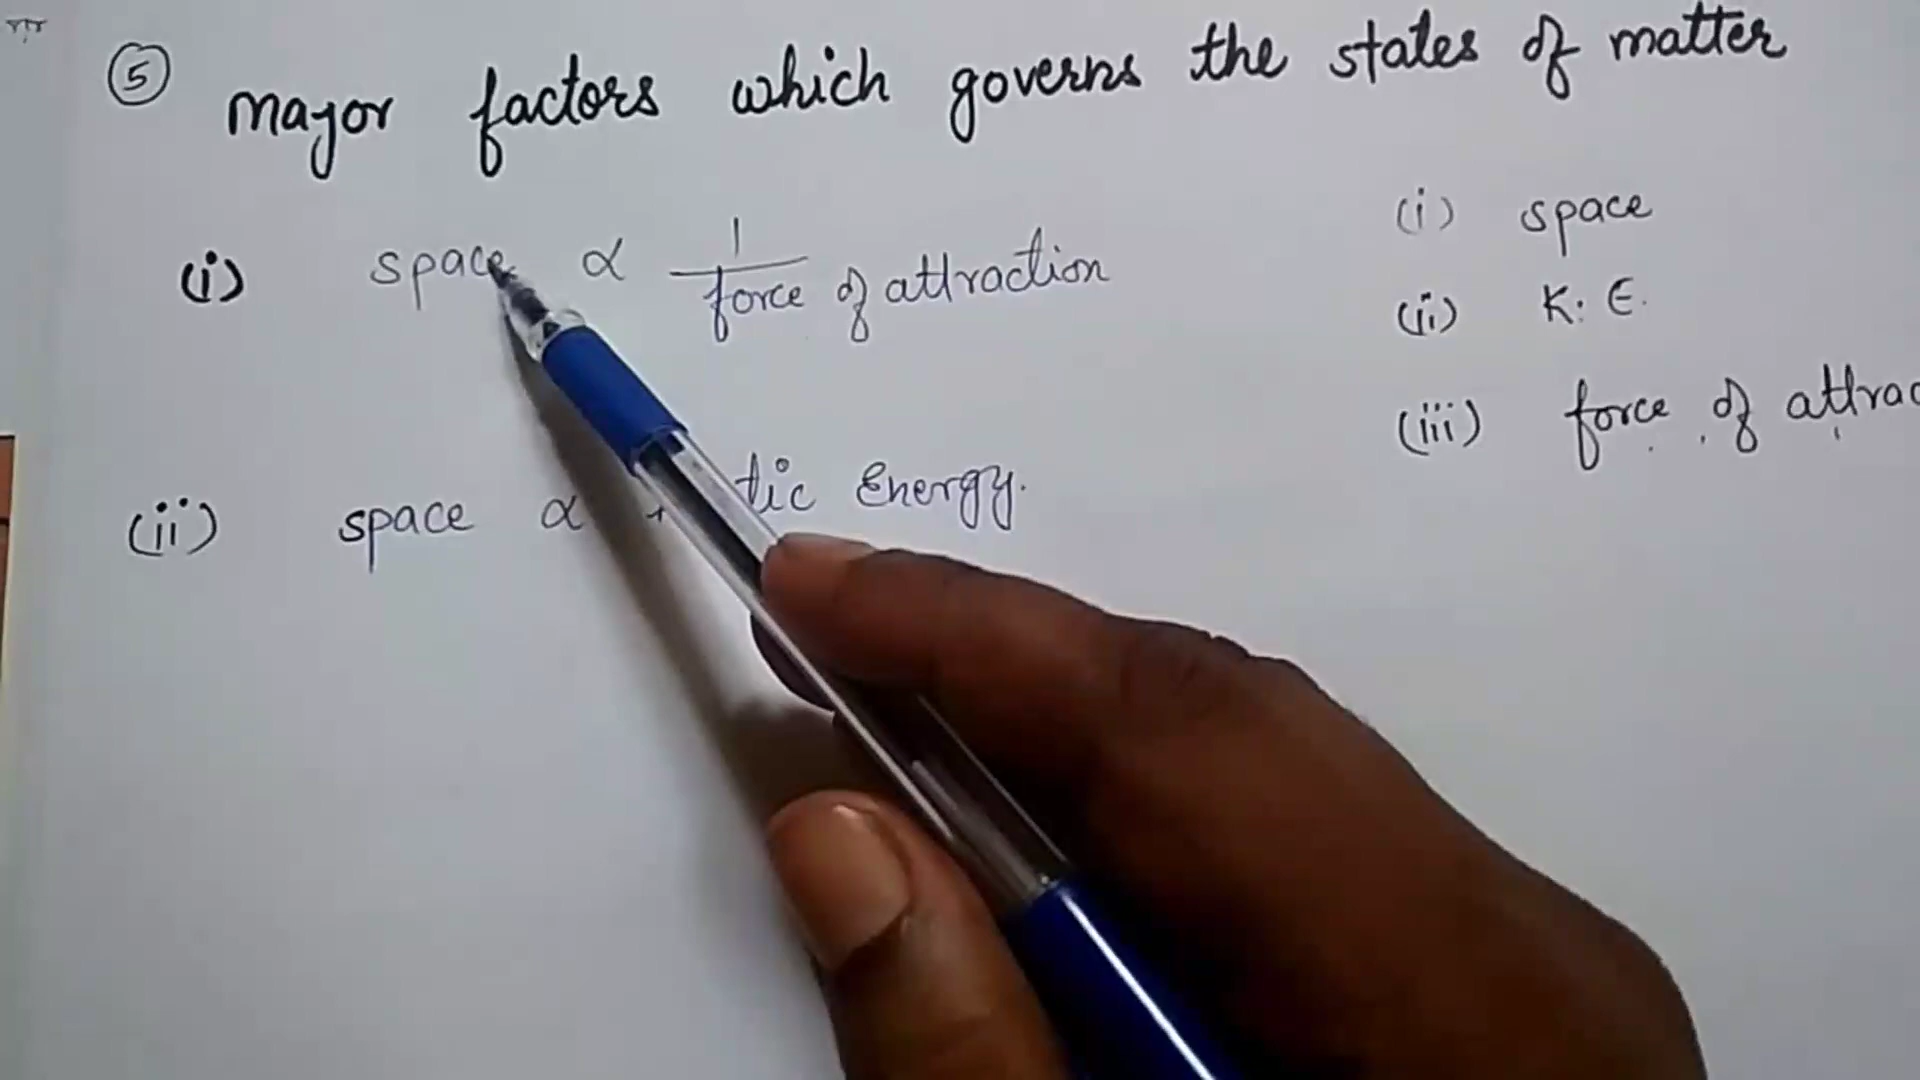 5
major factors which governs the states of matter
(i) space α 1 / force of attraction
(ii) space α tic Energy.
(i) space
(ii) K.E.
(iii) force of attrac